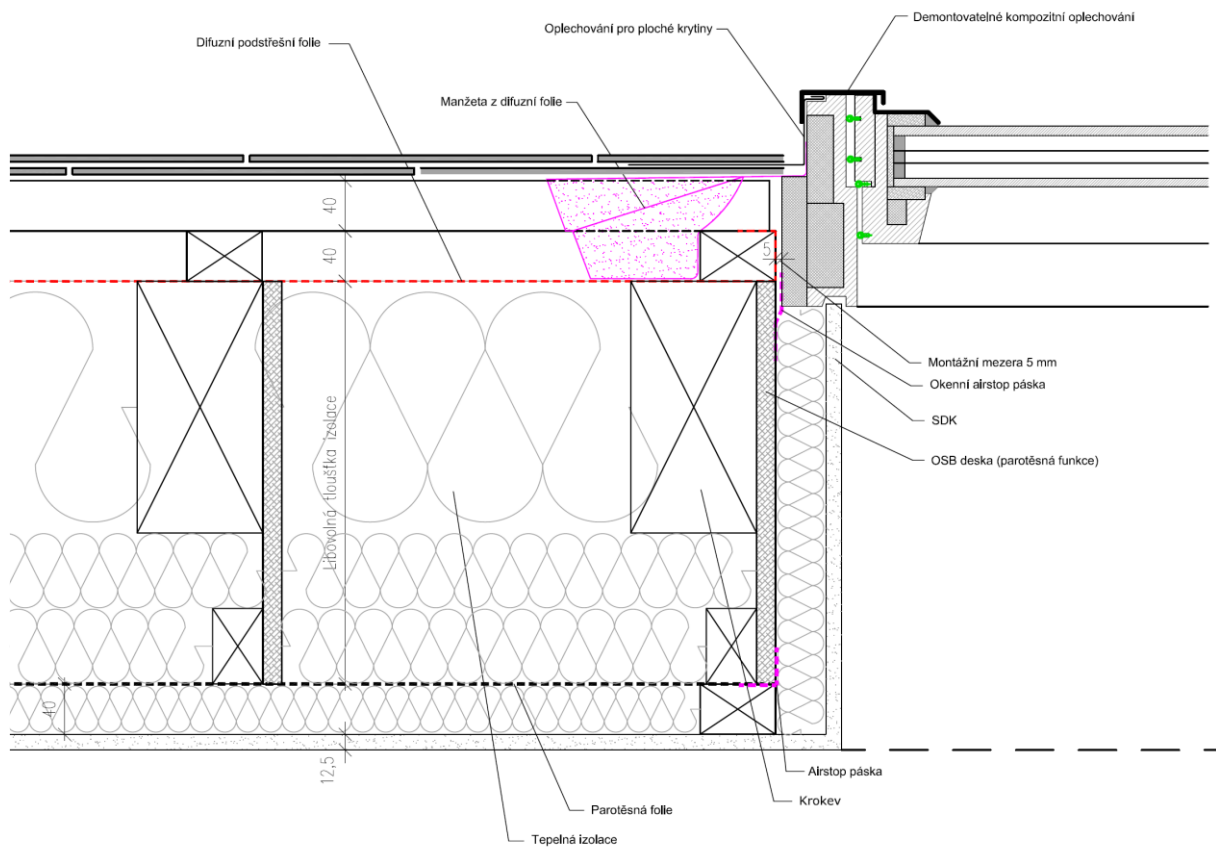 Demontovatelné kompozitní oplechování
Oplechování pro ploché krytiny
Difuzní podstřešní folie
Manžeta z difuzní folie
40
40
5
Montážní mezera 5 mm
Okenní airstop páska
SDK
OSB deska (parotěsná funkce)
Libovolná tloušťka izolace
40
12,5
Airstop páska
Krokev
Parotěsná folie
Tepelná izolace